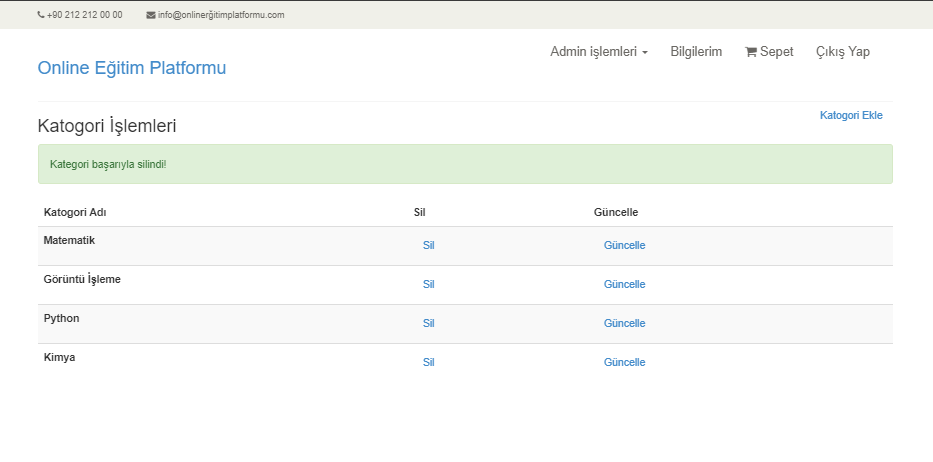 +90 212 212 00 00 info@onlinerğitimplatformu.com
Admin işlemleri Bilgilerim Sepet Çıkış Yap
Online Eğitim Platformu
Katogori Ekle
Katogori İşlemleri
Kategori başarıyla silindi!
Katogori Adı Sil Güncelle
Matematik Sil Güncelle
Görüntü İşleme Sil Güncelle
Python Sil Güncelle
Kimya Sil Güncelle